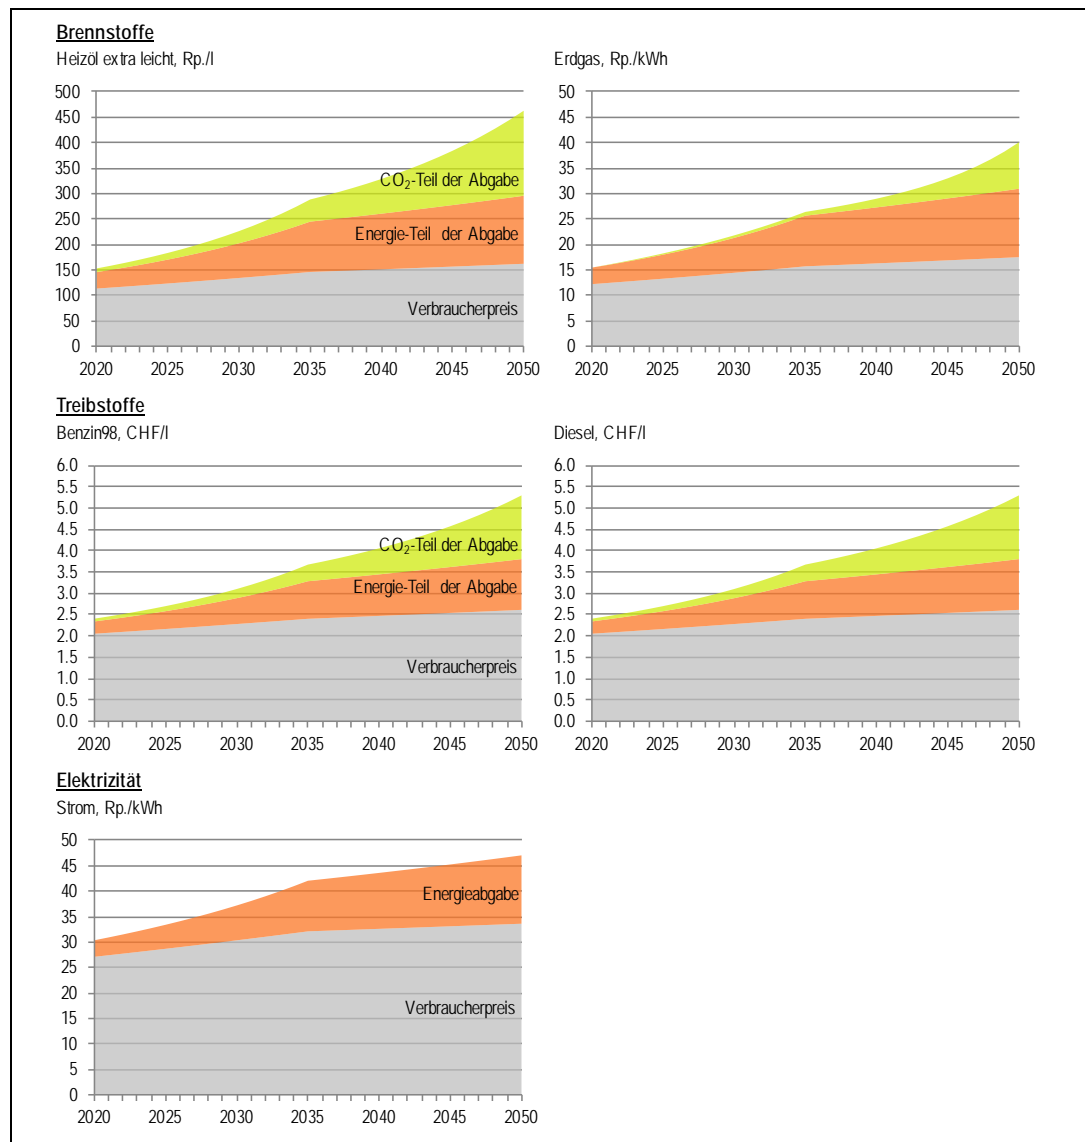 Brennstoffe
Heizöl extra leicht, Rp./l
500
450
400
350
300
250
200
150
100
50
0
CO₂-Teil der Abgabe
Energie-Teil der Abgabe
Verbraucherpreis
2020 2025 2030 2035 2040 2045 2050
Erdgas, Rp./kWh
50
45
40
35
30
25
20
15
10
5
0
2020 2025 2030 2035 2040 2045 2050
Treibstoffe
Benzin98, CHF/l
6.0
5.5
5.0
4.5
4.0
3.5
3.0
2.5
2.0
1.5
1.0
0.5
0.0
CO₂-Teil der Abgabe
Energie-Teil der Abgabe
Verbraucherpreis
2020 2025 2030 2035 2040 2045 2050
Diesel, CHF/l
6.0
5.5
5.0
4.5
4.0
3.5
3.0
2.5
2.0
1.5
1.0
0.5
0.0
2020 2025 2030 2035 2040 2045 2050
Elektrizität
Strom, Rp./kWh
50
45
40
35
30
25
20
15
10
5
0
Energieabgabe
Verbraucherpreis
2020 2025 2030 2035 2040 2045 2050